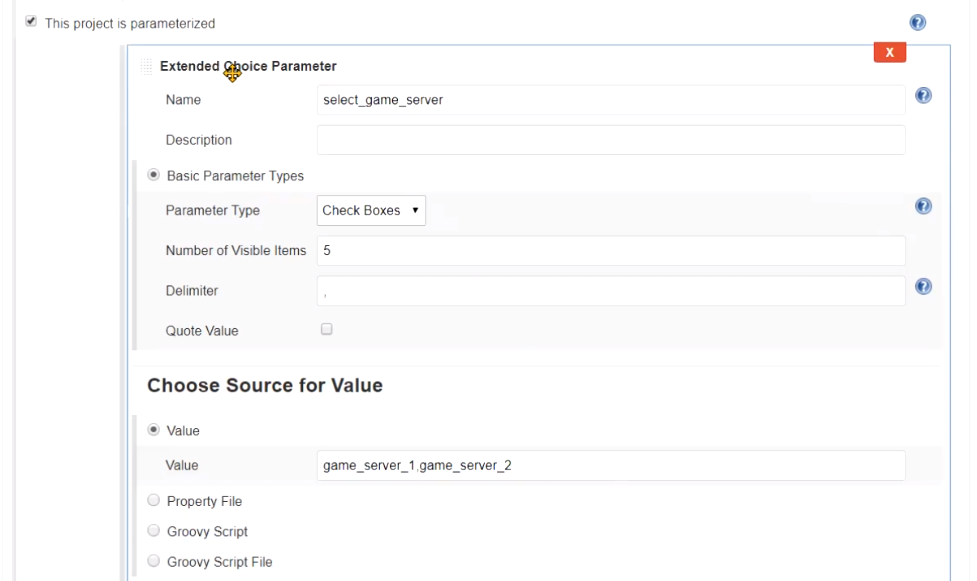 This project is parameterized
?
X
Extended Choice Parameter
Name select_game_server ?
Description
Basic Parameter Types
Parameter Type Check Boxes ?
Number of Visible Items 5
Delimiter , ?
Quote Value
Choose Source for Value
Value
Value game_server_1,game_server_2
Property File
Groovy Script
Groovy Script File